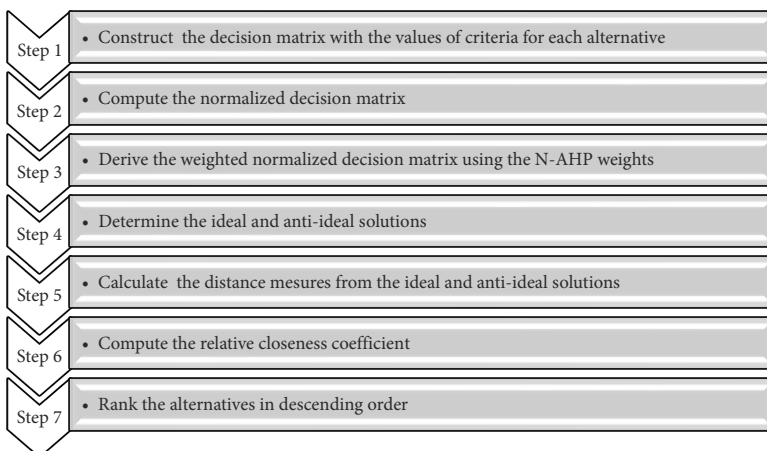 Step 1
• Construct the decision matrix with the values of criteria for each alternative
Step 2
• Compute the normalized decision matrix
Step 3
• Derive the weighted normalized decision matrix using the N-AHP weights
Step 4
• Determine the ideal and anti-ideal solutions
Step 5
• Calculate the distance mesures from the ideal and anti-ideal solutions
Step 6
• Compute the relative closeness coefficient
Step 7
• Rank the alternatives in descending order